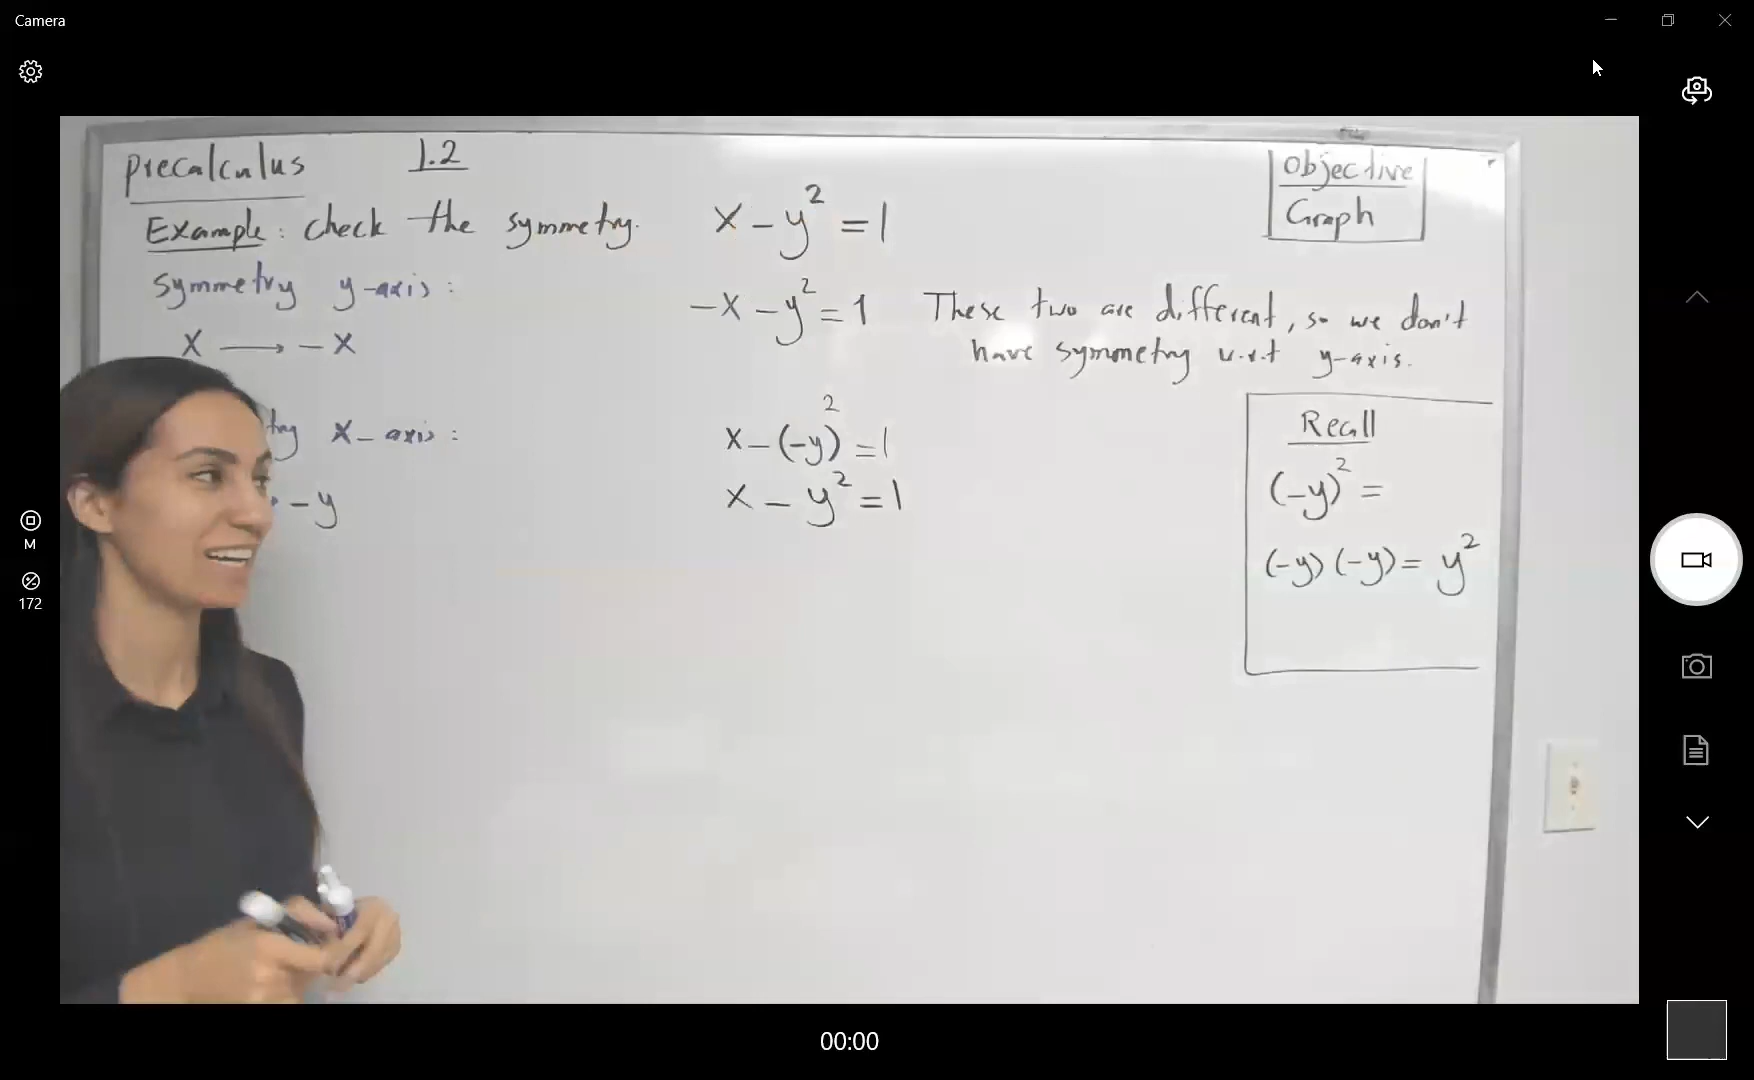 Camera
precalculus 1.2
Objective
Graph
Example: check the symmetry. x - y² = 1
symmetry y-axis:
x → -x
-x - y² = 1 These two are different, so we don't
have symmetry w.r.t y-axis.
x-axis:
-y
x - (-y)² = 1
x - y² = 1
Recall
(-y)² =
(-y)(-y) = y²
M
172
00:00